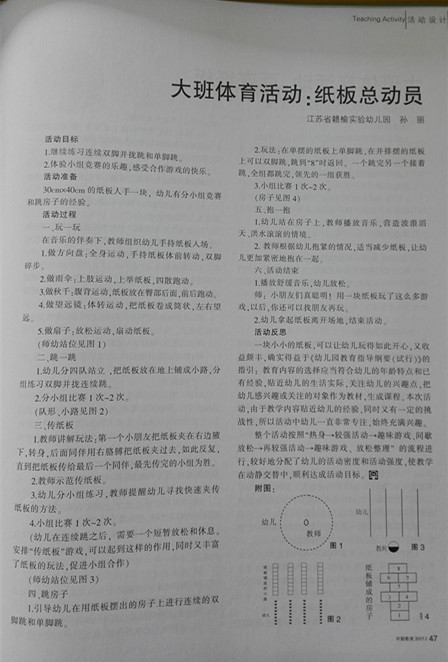 Teaching Activity 活动设计
大班体育活动：纸板总动员
江苏省赣榆实验幼儿园 孙 丽
活动目标
1.继续练习连续双脚并拢跳和单脚跳。
2.体验小组竞赛的乐趣,感受合作游戏的快乐。
活动准备
30cm×40cm 的纸板人手一块，幼儿有分小组竞赛
和跳房子的经验。
活动过程
一、玩一玩
在音乐的伴奏下,教师组织幼儿手持纸板入场。
1.做方向盘:全身运动,手持纸板体前转动,双脚
碎步。
2.做雨伞:上肢运动,上举纸板,四散跑动。
3.做秋千:腹背运动,纸板放在臀部后面,前后跑动。
4.做望远镜:体转运动,把纸板卷成筒状,左右望
远。
5.做扇子:放松运动,扇动纸板。
(师幼站位见图 1)
二、跳一跳
1.幼儿分四队站立 ,把纸板放在地上铺成小路,分
组练习双脚并拢连续跳。
2.分小组比赛 1 次~2 次。
(队形、小路见图 2)
三、传纸板
1.教师讲解玩法:第一个小朋友把纸板夹在右边腋
下,转身,后面同伴用右胳膊把纸板夹过去,如此反复,
直到把纸板传给最后一个同伴,最先传完的小组为胜。
2.教师示范传纸板。
3.幼儿分小组练习,教师提醒幼儿寻找快速夹传
纸板的方法。
4.小组比赛 1 次~2 次。
(幼儿在连续跳之后，需要一个短暂放松和休息。
安排“传纸板”游戏,可以起到这样的作用,同时又丰富
了纸板的玩法,促进小组合作)
(师幼站位见图 3)
四、跳房子
1.引导幼儿在用纸板摆出的房子上进行连续的双
脚跳和单脚跳。
2.玩法:在单摆的纸板上单脚跳,在并排摆的纸板
上可以双脚跳,跳到“8”时返回。一个跳完另一个接着
跳,全组都跳完,领先的一组获胜。
3.小组比赛 1 次~2 次。
(房子见图 4)
五、抱一抱
1.幼儿站在房子上,教师播放音乐,营造波浪滔
天,洪水滚滚的情境。
2.教师根据幼儿抱紧的情况,适当减少纸板,让幼
儿更加紧密地抱在一起。
六、活动结束
1.播放舒缓音乐,幼儿放松。
师：小朋友们真聪明！用一块纸板玩了这么多游
戏,以后,你还可以找朋友再玩。
2.幼儿拿起纸板离开场地,结束活动。
活动反思
一块小小的纸板,可以让幼儿玩得如此开心,又收
益颇丰,确实得益于《幼儿园教育指导纲要(试行)》的
指引：教育内容的选择应当符合幼儿的年龄特点和已
有经验,贴近幼儿的生活实际,关注幼儿的兴趣点,把
幼儿感兴趣或关注的对象作为教材,生成课程。本次活
动,由于教学内容贴近幼儿的经验,同时又有一定的挑
战性,所以活动中幼儿一直非常专注,始终充满兴趣。
整个活动按照“热身→较强活动→趣味游戏、间歇
放松→再较强活动→趣味游戏、放松整理”的流程进
行,较好地分配了幼儿的活动密度和活动强度,使教学
在动静交替中,顺利达成活动目标。
附图：
幼儿
教师
图 1
幼儿
教师
图 3
幼儿
图 2
纸板铺成的房子
图 4
47